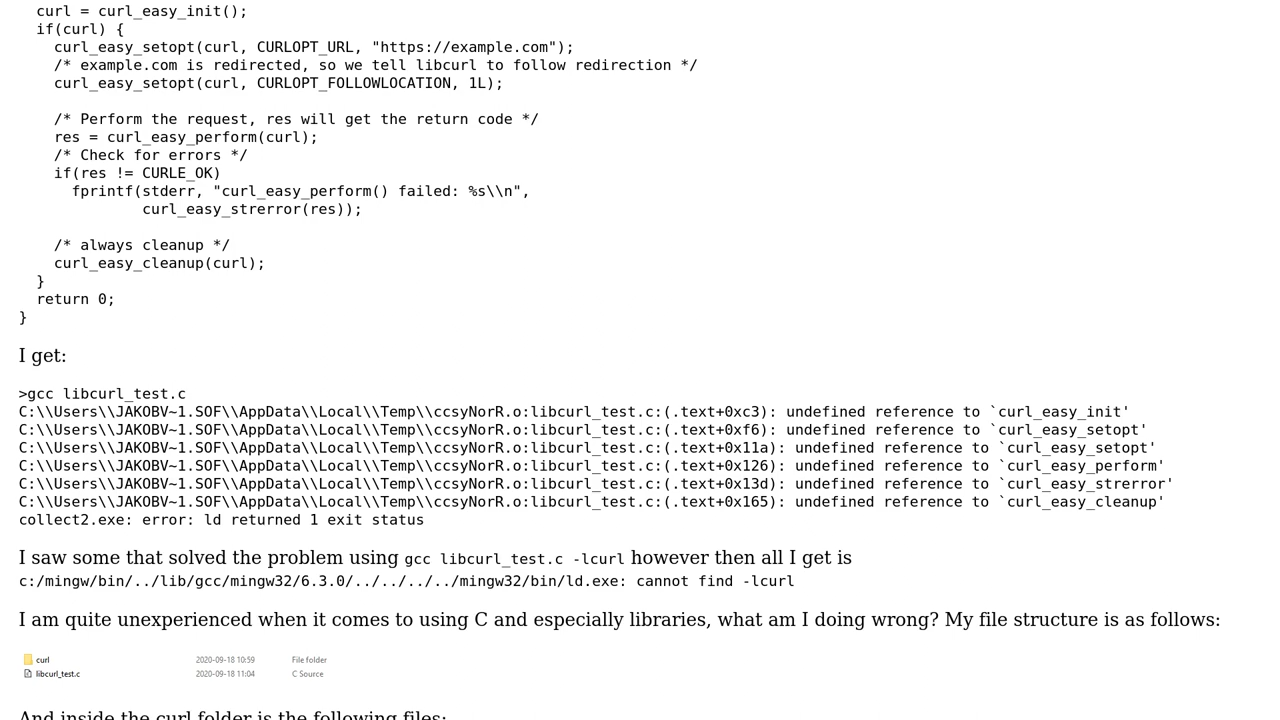 curl = curl_easy_init();
  if(curl) {
    curl_easy_setopt(curl, CURLOPT_URL, "https://example.com");
    /* example.com is redirected, so we tell libcurl to follow redirection */
    curl_easy_setopt(curl, CURLOPT_FOLLOWLOCATION, 1L);

    /* Perform the request, res will get the return code */
    res = curl_easy_perform(curl);
    /* Check for errors */
    if(res != CURLE_OK)
      fprintf(stderr, "curl_easy_perform() failed: %s\\n",
              curl_easy_strerror(res));

    /* always cleanup */
    curl_easy_cleanup(curl);
  }
  return 0;
}
I get:
>gcc libcurl_test.c
C:\\Users\\JAKOBV~1.SOF\\AppData\\Local\\Temp\\ccsyNorR.o:libcurl_test.c:(.text+0xc3): undefined reference to `curl_easy_init'
C:\\Users\\JAKOBV~1.SOF\\AppData\\Local\\Temp\\ccsyNorR.o:libcurl_test.c:(.text+0xf6): undefined reference to `curl_easy_setopt'
C:\\Users\\JAKOBV~1.SOF\\AppData\\Local\\Temp\\ccsyNorR.o:libcurl_test.c:(.text+0x11a): undefined reference to `curl_easy_setopt'
C:\\Users\\JAKOBV~1.SOF\\AppData\\Local\\Temp\\ccsyNorR.o:libcurl_test.c:(.text+0x126): undefined reference to `curl_easy_perform'
C:\\Users\\JAKOBV~1.SOF\\AppData\\Local\\Temp\\ccsyNorR.o:libcurl_test.c:(.text+0x13d): undefined reference to `curl_easy_strerror'
C:\\Users\\JAKOBV~1.SOF\\AppData\\Local\\Temp\\ccsyNorR.o:libcurl_test.c:(.text+0x165): undefined reference to `curl_easy_cleanup'
collect2.exe: error: ld returned 1 exit status
I saw some that solved the problem using gcc libcurl_test.c -lcurl however then all I get is
c:/mingw/bin/../lib/gcc/mingw32/6.3.0/../../../../mingw32/bin/ld.exe: cannot find -lcurl
I am quite unexperienced when it comes to using C and especially libraries, what am I doing wrong? My file structure is as follows:
curl 2020-09-18 10:59 File folder
libcurl_test.c 2020-09-18 11:04 C Source
And inside the curl folder is the following files: